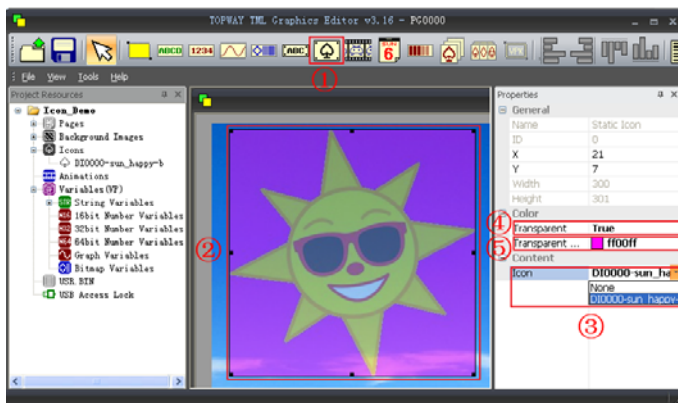 TOPWAY TML Graphics Editor v3.16 - PG0000
ABCD
1234
ABC
6
①
File View Tools Help
Project Resources
Icon_Demo
Pages
Background Images
Icons
DI0000-sun_happy-b
Animations
Variables(VP)
STR String Variables
N16 16bit Number Variables
N32 32bit Number Variables
N64 64bit Number Variables
Graph Variables
Bitmap Variables
USR.BIN
USB Access Lock
②
Properties
General
Name Static Icon
ID 0
X 21
Y 7
Width 300
Height 301
Color
④ Transparent True
⑤ Transparent ... ff00ff
Content
Icon DI0000-sun_ha
None
DI0000-sun_happy-
③